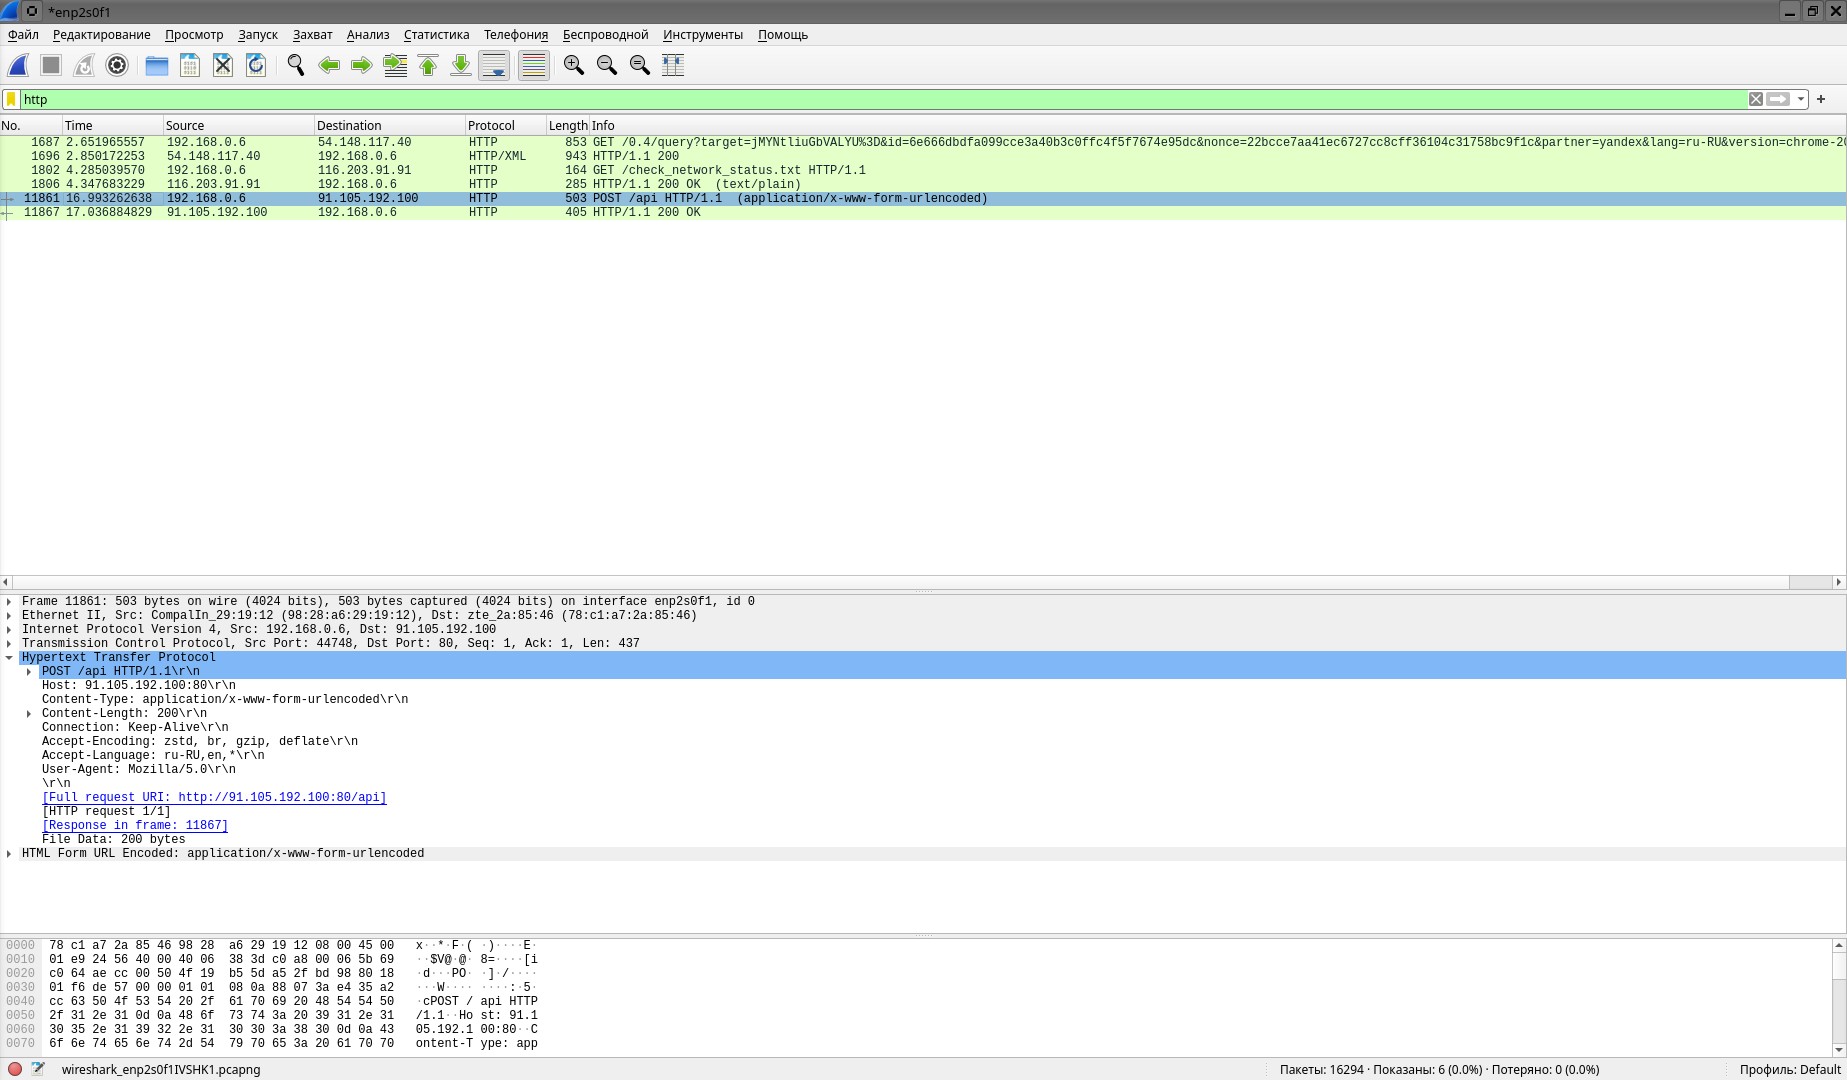 *enp2s0f1
Файл Редактирование Просмотр Запуск Захват Анализ Статистика Телефония Беспроводной Инструменты Помощь
http
No. Time Source Destination Protocol Length Info
1687 2.651965557 192.168.0.6 54.148.117.40 HTTP 853 GET /0.4/query?target=jMYNtliuGbVALYU%3D&id=6e666dbdfa099cce3a40b3c0ffc4f5f7674e95dc&nonce=22bcce7aa41ec6727cc8cff36104c31758bc9f1c&partner=yandex&lang=ru-RU&version=chrome-20
1696 2.850172253 54.148.117.40 192.168.0.6 HTTP/XML 943 HTTP/1.1 200
1802 4.285039570 192.168.0.6 116.203.91.91 HTTP 164 GET /check_network_status.txt HTTP/1.1
1806 4.347683229 116.203.91.91 192.168.0.6 HTTP 285 HTTP/1.1 200 OK (text/plain)
11861 16.993262638 192.168.0.6 91.105.192.100 HTTP 503 POST /api HTTP/1.1 (application/x-www-form-urlencoded)
11867 17.036884829 91.105.192.100 192.168.0.6 HTTP 405 HTTP/1.1 200 OK
Frame 11861: 503 bytes on wire (4024 bits), 503 bytes captured (4024 bits) on interface enp2s0f1, id 0
Ethernet II, Src: CompalIn_29:19:12 (98:28:a6:29:19:12), Dst: zte_2a:85:46 (78:c1:a7:2a:85:46)
Internet Protocol Version 4, Src: 192.168.0.6, Dst: 91.105.192.100
Transmission Control Protocol, Src Port: 44748, Dst Port: 80, Seq: 1, Ack: 1, Len: 437
Hypertext Transfer Protocol
POST /api HTTP/1.1\r\n
Host: 91.105.192.100:80\r\n
Content-Type: application/x-www-form-urlencoded\r\n
Content-Length: 200\r\n
Connection: Keep-Alive\r\n
Accept-Encoding: zstd, br, gzip, deflate\r\n
Accept-Language: ru-RU,en,*\r\n
User-Agent: Mozilla/5.0\r\n
\r\n
[Full request URI: http://91.105.192.100:80/api]
[HTTP request 1/1]
[Response in frame: 11867]
File Data: 200 bytes
HTML Form URL Encoded: application/x-www-form-urlencoded
0000 78 c1 a7 2a 85 46 98 28 a6 29 19 12 08 00 45 00 x··*·F·( ·)····E·
0010 01 e9 24 56 40 00 40 06 38 3d c0 a8 00 06 5b 69 ··$V@·@· 8=····[i
0020 c0 64 ae cc 00 50 4f 19 b5 5d a5 2f bd 98 80 18 ·d···PO· ·]·/····
0030 01 f6 de 57 00 00 01 01 08 0a 88 07 3a e4 35 a2 ···W···· ····:·5·
0040 cc 63 50 4f 53 54 20 2f 61 70 69 20 48 54 54 50 ·cPOST / api HTTP
0050 2f 31 2e 31 0d 0a 48 6f 73 74 3a 20 39 31 2e 31 /1.1··Ho st: 91.1
0060 30 35 2e 31 39 32 2e 31 30 30 3a 38 30 0d 0a 43 05.192.1 00:80··C
0070 6f 6e 74 65 6e 74 2d 54 79 70 65 3a 20 61 70 70 ontent-T ype: app
wireshark_enp2s0f1IVSHK1.pcapng Пакеты: 16294 · Показаны: 6 (0.0%) · Потеряно: 0 (0.0%) Профиль: Default